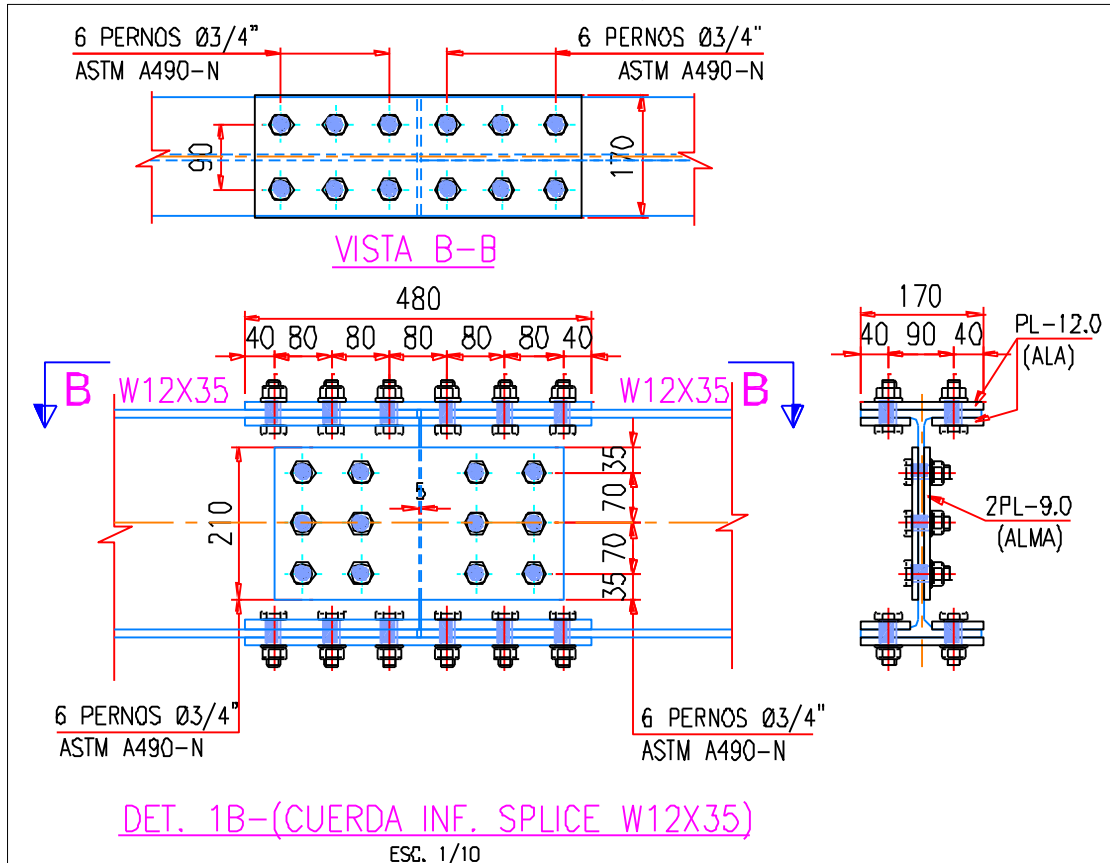 6 PERNOS Ø3/4"
ASTM A490-N
6 PERNOS Ø3/4"
ASTM A490-N
90
170
VISTA B-B
480
40 80 80 80 80 80 40
B
W12X35
W12X35
B
170
40 90 40
PL-12.0
(ALA)
210
5
35
70
70
35
2PL-9.0
(ALMA)
6 PERNOS Ø3/4"
ASTM A490-N
6 PERNOS Ø3/4"
ASTM A490-N
DET. 1B-(CUERDA INF. SPLICE W12X35)
ESC. 1/10